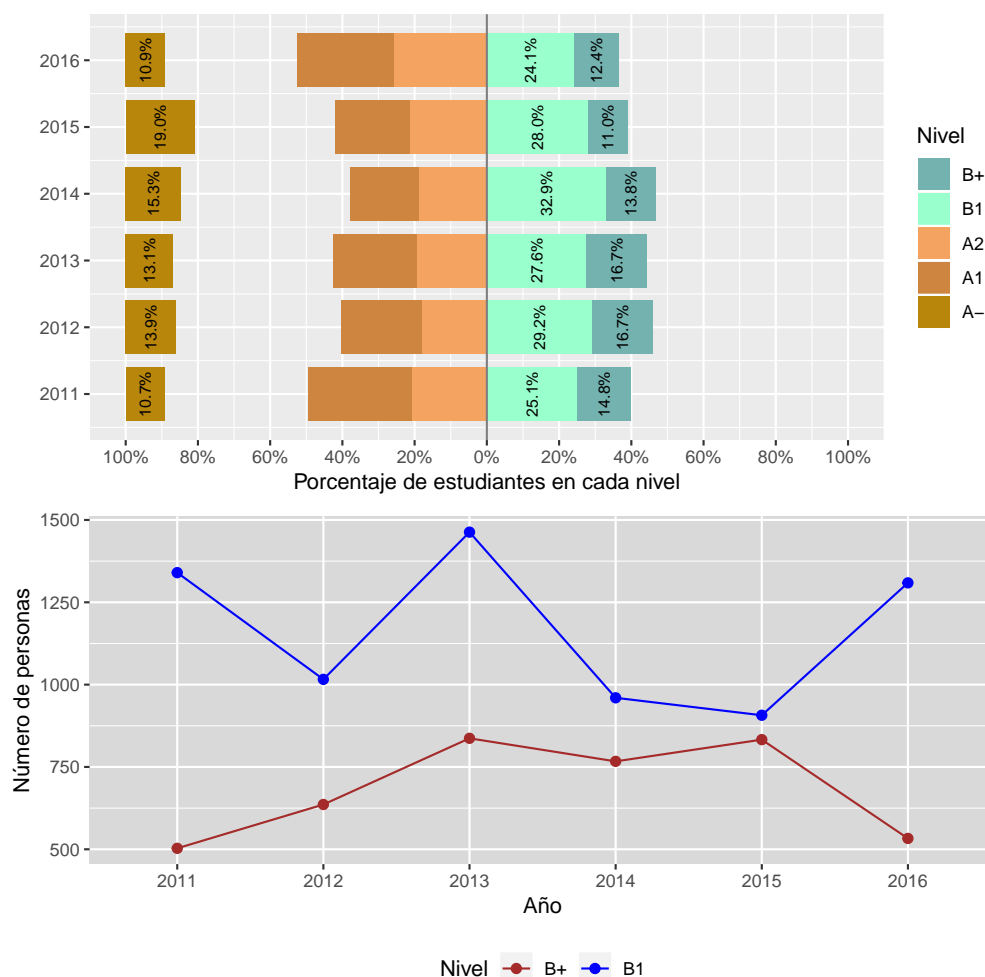 2016
2015
2014
2013
2012
2011
10.9% 24.1% 12.4%
19.0% 28.0% 11.0%
15.3% 32.9% 13.8%
13.1% 27.6% 16.7%
13.9% 29.2% 16.7%
10.7% 25.1% 14.8%
100% 80% 60% 40% 20% 0% 20% 40% 60% 80% 100%
Porcentaje de estudiantes en cada nivel
Nivel
B+
B1
A2
A1
A−
Número de personas
1500
1250
1000
750
500
2011 2012 2013 2014 2015 2016
Año
Nivel B+ B1